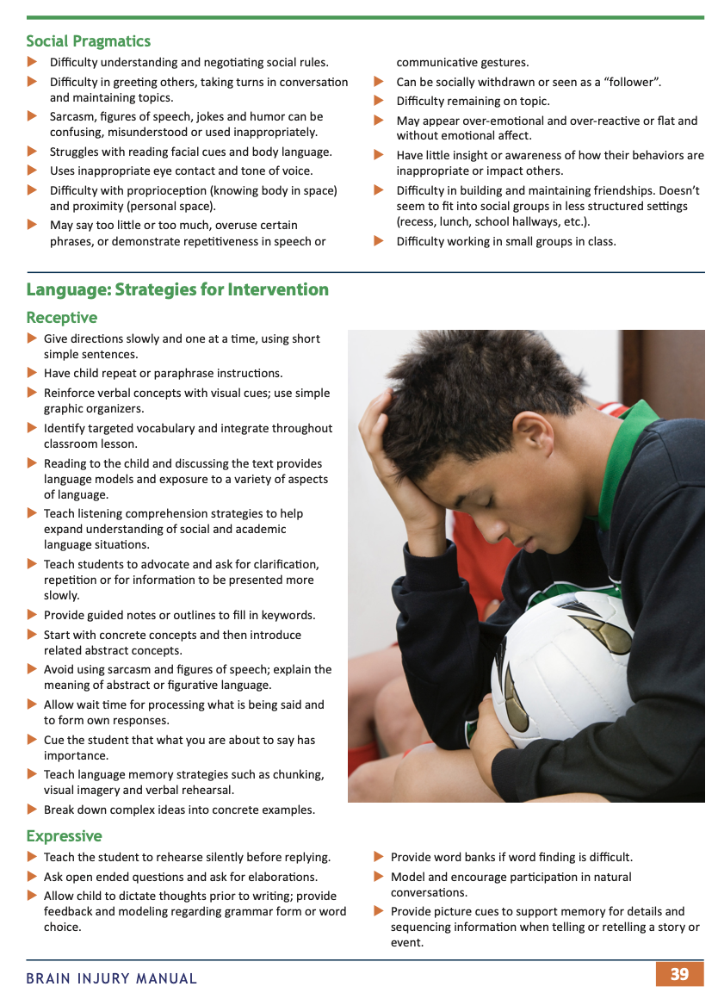 Social Pragmatics
▶ Difficulty understanding and negotiating social rules.
▶ Difficulty in greeting others, taking turns in conversation
and maintaining topics.
▶ Sarcasm, figures of speech, jokes and humor can be
confusing, misunderstood or used inappropriately.
▶ Struggles with reading facial cues and body language.
▶ Uses inappropriate eye contact and tone of voice.
▶ Difficulty with proprioception (knowing body in space)
and proximity (personal space).
▶ May say too little or too much, overuse certain
phrases, or demonstrate repetitiveness in speech or
communicative gestures.
▶ Can be socially withdrawn or seen as a “follower”.
▶ Difficulty remaining on topic.
▶ May appear over-emotional and over-reactive or flat and
without emotional affect.
▶ Have little insight or awareness of how their behaviors are
inappropriate or impact others.
▶ Difficulty in building and maintaining friendships. Doesn’t
seem to fit into social groups in less structured settings
(recess, lunch, school hallways, etc.).
▶ Difficulty working in small groups in class.
Language: Strategies for Intervention
Receptive
▶ Give directions slowly and one at a time, using short
simple sentences.
▶ Have child repeat or paraphrase instructions.
▶ Reinforce verbal concepts with visual cues; use simple
graphic organizers.
▶ Identify targeted vocabulary and integrate throughout
classroom lesson.
▶ Reading to the child and discussing the text provides
language models and exposure to a variety of aspects
of language.
▶ Teach listening comprehension strategies to help
expand understanding of social and academic
language situations.
▶ Teach students to advocate and ask for clarification,
repetition or for information to be presented more
slowly.
▶ Provide guided notes or outlines to fill in keywords.
▶ Start with concrete concepts and then introduce
related abstract concepts.
▶ Avoid using sarcasm and figures of speech; explain the
meaning of abstract or figurative language.
▶ Allow wait time for processing what is being said and
to form own responses.
▶ Cue the student that what you are about to say has
importance.
▶ Teach language memory strategies such as chunking,
visual imagery and verbal rehearsal.
▶ Break down complex ideas into concrete examples.
Expressive
▶ Teach the student to rehearse silently before replying.
▶ Ask open ended questions and ask for elaborations.
▶ Allow child to dictate thoughts prior to writing; provide
feedback and modeling regarding grammar form or word
choice.
▶ Provide word banks if word finding is difficult.
▶ Model and encourage participation in natural
conversations.
▶ Provide picture cues to support memory for details and
sequencing information when telling or retelling a story or
event.
BRAIN INJURY MANUAL
39